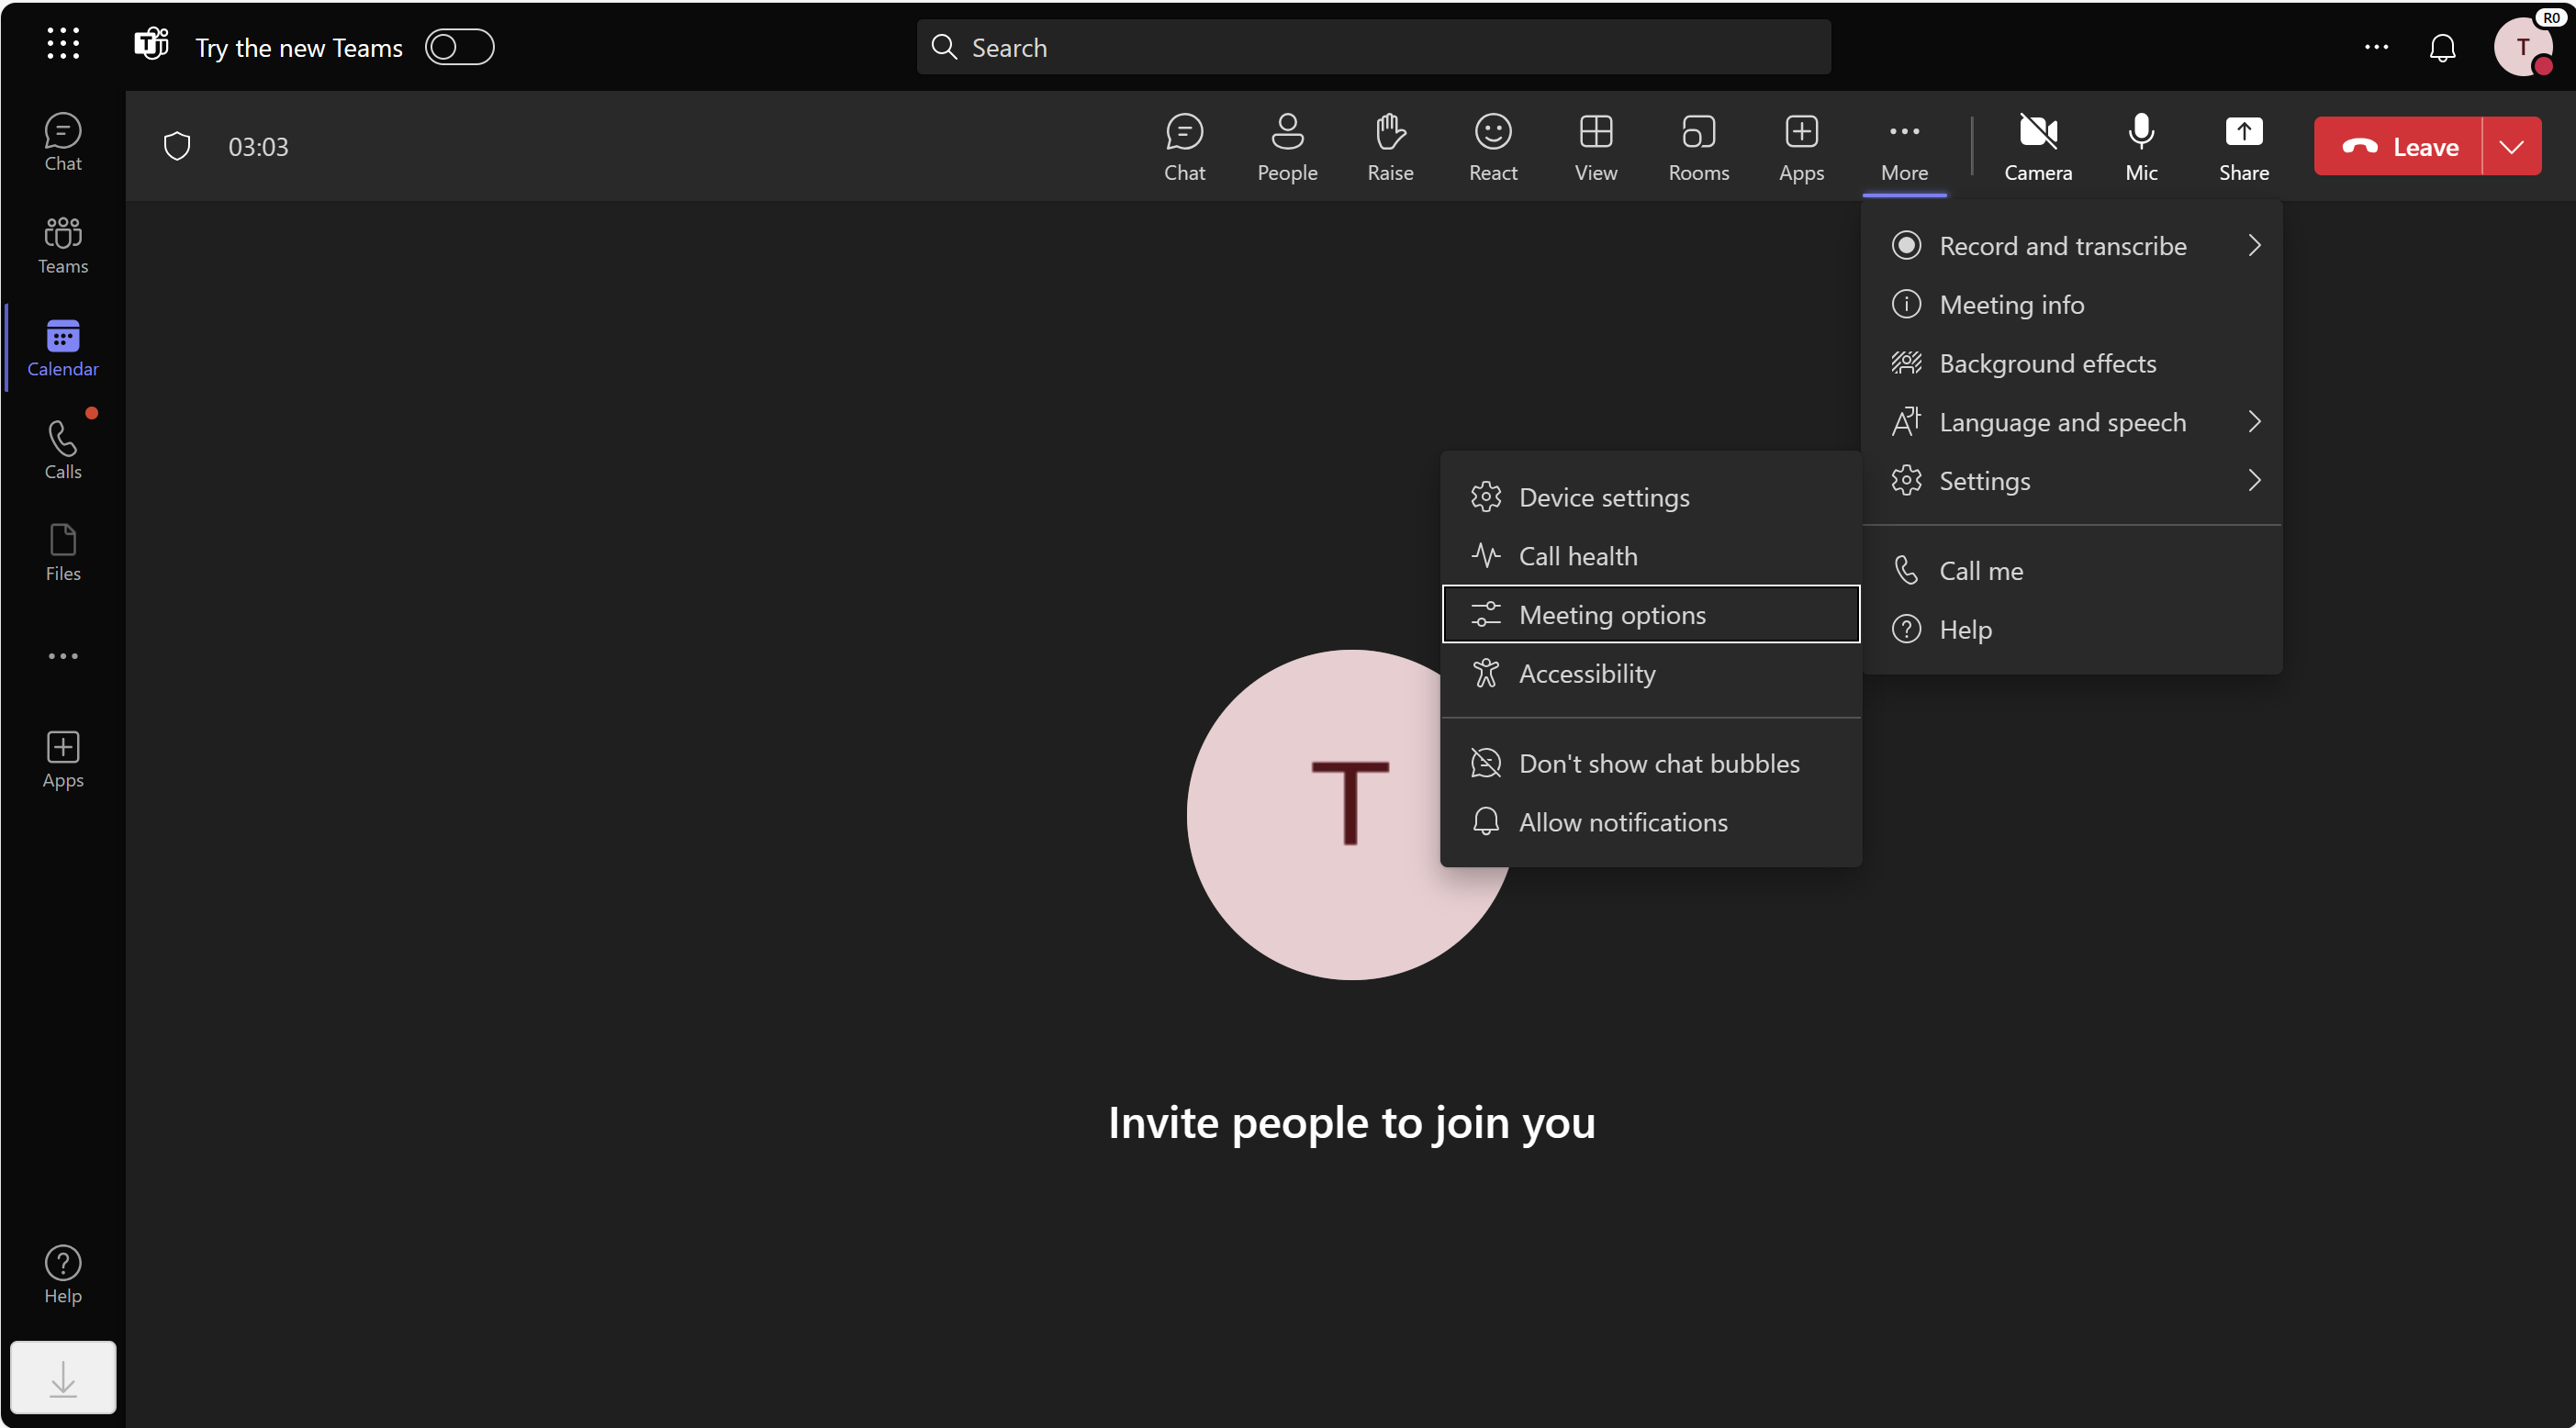 Try the new Teams
Search
R0
T
Chat
Teams
Calendar
Calls
Files
Apps
Help
03:03
Chat
People
Raise
React
View
Rooms
Apps
More
Camera
Mic
Share
Leave
Record and transcribe
Meeting info
Background effects
Language and speech
Settings
Call me
Help
Device settings
Call health
Meeting options
Accessibility
Don't show chat bubbles
Allow notifications
T
Invite people to join you